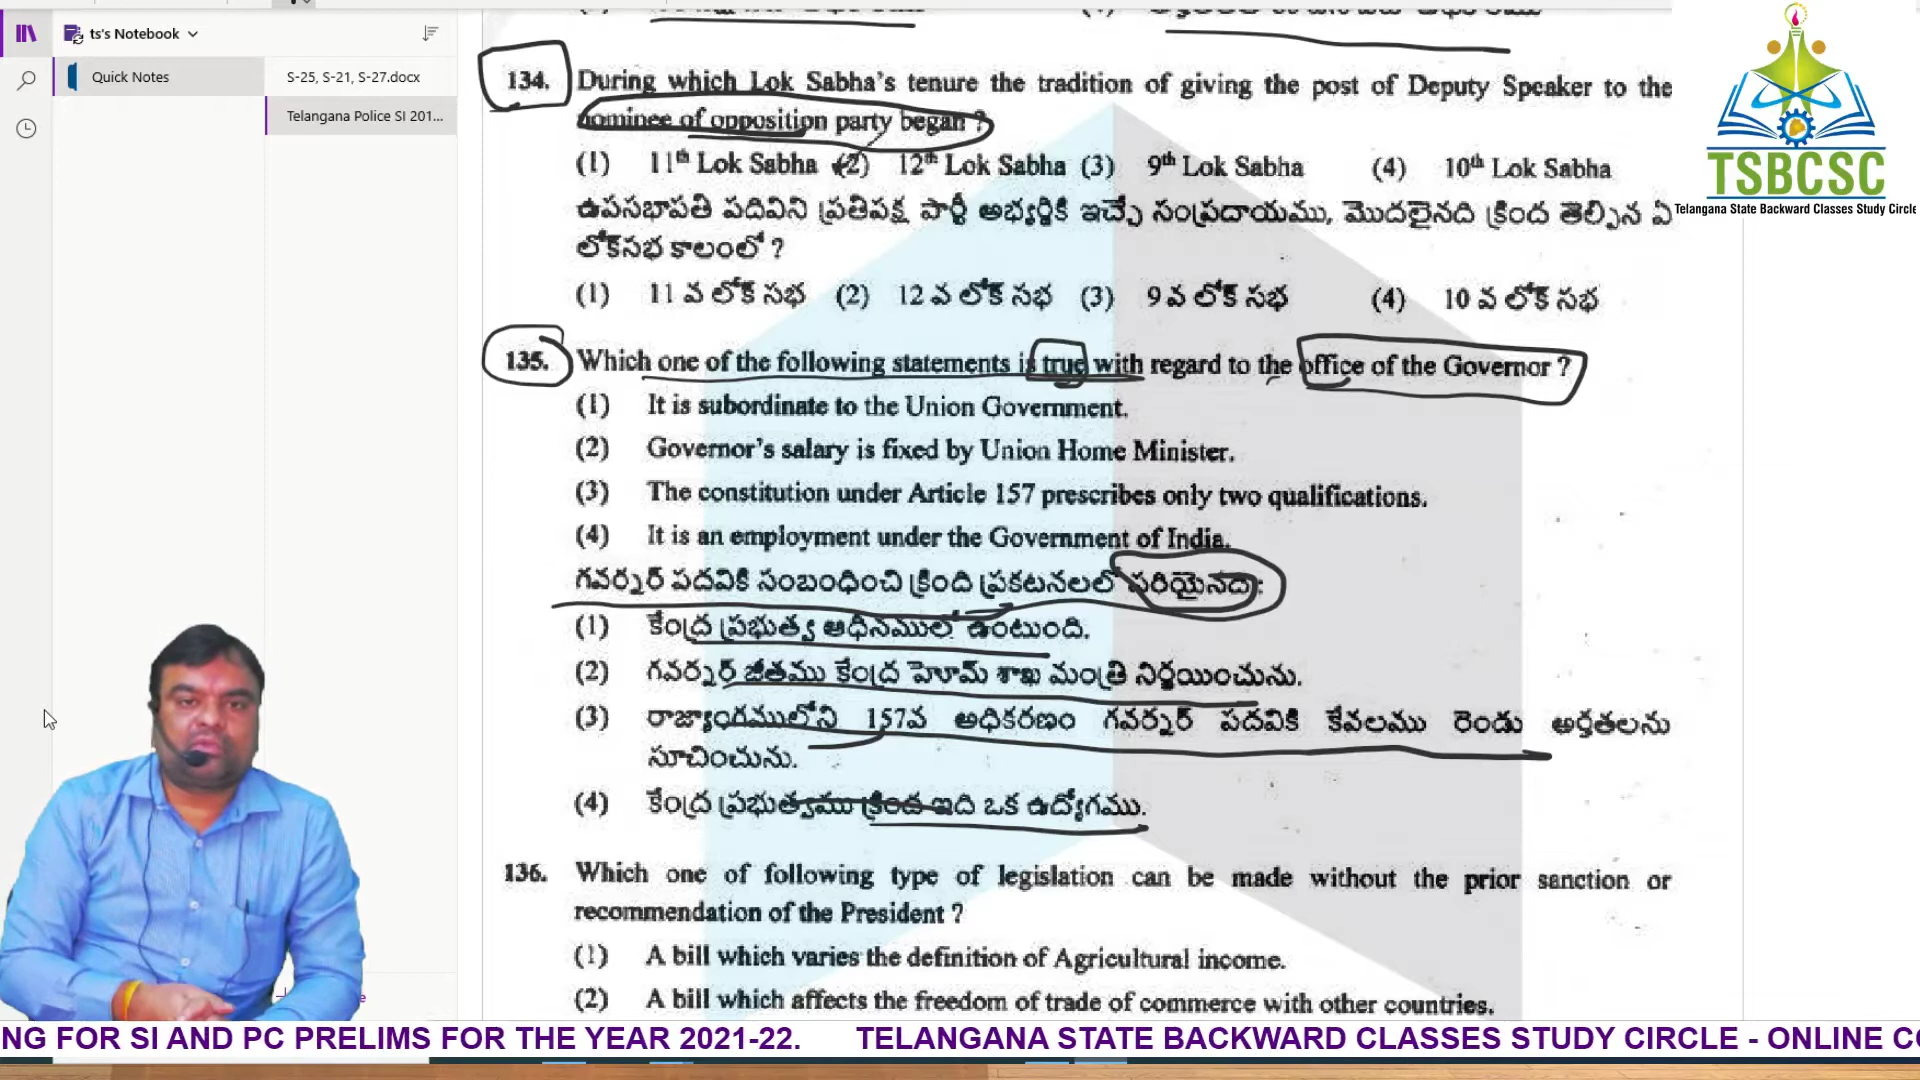 ts's Notebook
Quick Notes
S-25, S-21, S-27.docx
Telangana Police SI 201...
TSBCSC
Telangana State Backward Classes Study Circle
134. During which Lok Sabha's tenure the tradition of giving the post of Deputy Speaker to the
nominee of opposition party began ?
(1) 11th Lok Sabha (2) 12th Lok Sabha (3) 9th Lok Sabha (4) 10th Lok Sabha
ఉపసభాపతి పదవిని ప్రతిపక్ష పార్టీ అభ్యర్థికి ఇచ్చే సంప్రదాయము, మొదలైనది క్రింద తెల్పిన ఏ
లోక్‌సభ కాలంలో ?
(1) 11 వ లోక్ సభ (2) 12 వ లోక్ సభ (3) 9 వ లోక్ సభ (4) 10 వ లోక్ సభ
135. Which one of the following statements is true with regard to the office of the Governor ?
(1) It is subordinate to the Union Government.
(2) Governor's salary is fixed by Union Home Minister.
(3) The constitution under Article 157 prescribes only two qualifications.
(4) It is an employment under the Government of India.
గవర్నర్ పదవికి సంబంధించి క్రింది ప్రకటనలలో సరియైనది:
(1) కేంద్ర ప్రభుత్వ ఆధీనములో ఉంటుంది.
(2) గవర్నర్ జీతము కేంద్ర హెూమ్ శాఖ మంత్రి నిర్ణయించును.
(3) రాజ్యాంగములోని 157వ అధికరణం గవర్నర్ పదవికి కేవలము రెండు అర్హతలను
సూచించును.
(4) కేంద్ర ప్రభుత్వము క్రింద ఇది ఒక ఉద్యోగము.
136. Which one of following type of legislation can be made without the prior sanction or
recommendation of the President ?
(1) A bill which varies the definition of Agricultural income.
(2) A bill which affects the freedom of trade of commerce with other countries.
NG FOR SI AND PC PRELIMS FOR THE YEAR 2021-22. TELANGANA STATE BACKWARD CLASSES STUDY CIRCLE - ONLINE CO